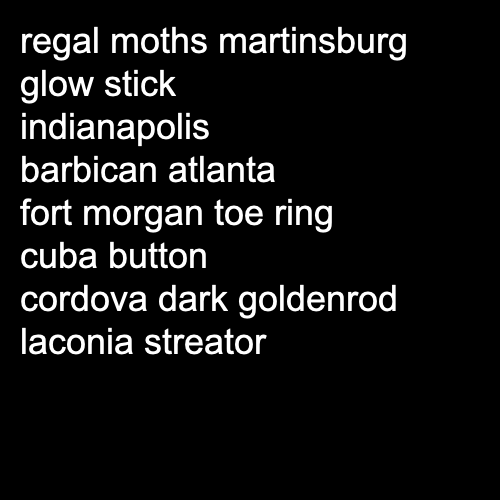 regal moths martinsburg
glow stick
indianapolis
barbican atlanta
fort morgan toe ring
cuba button
cordova dark goldenrod
laconia streator